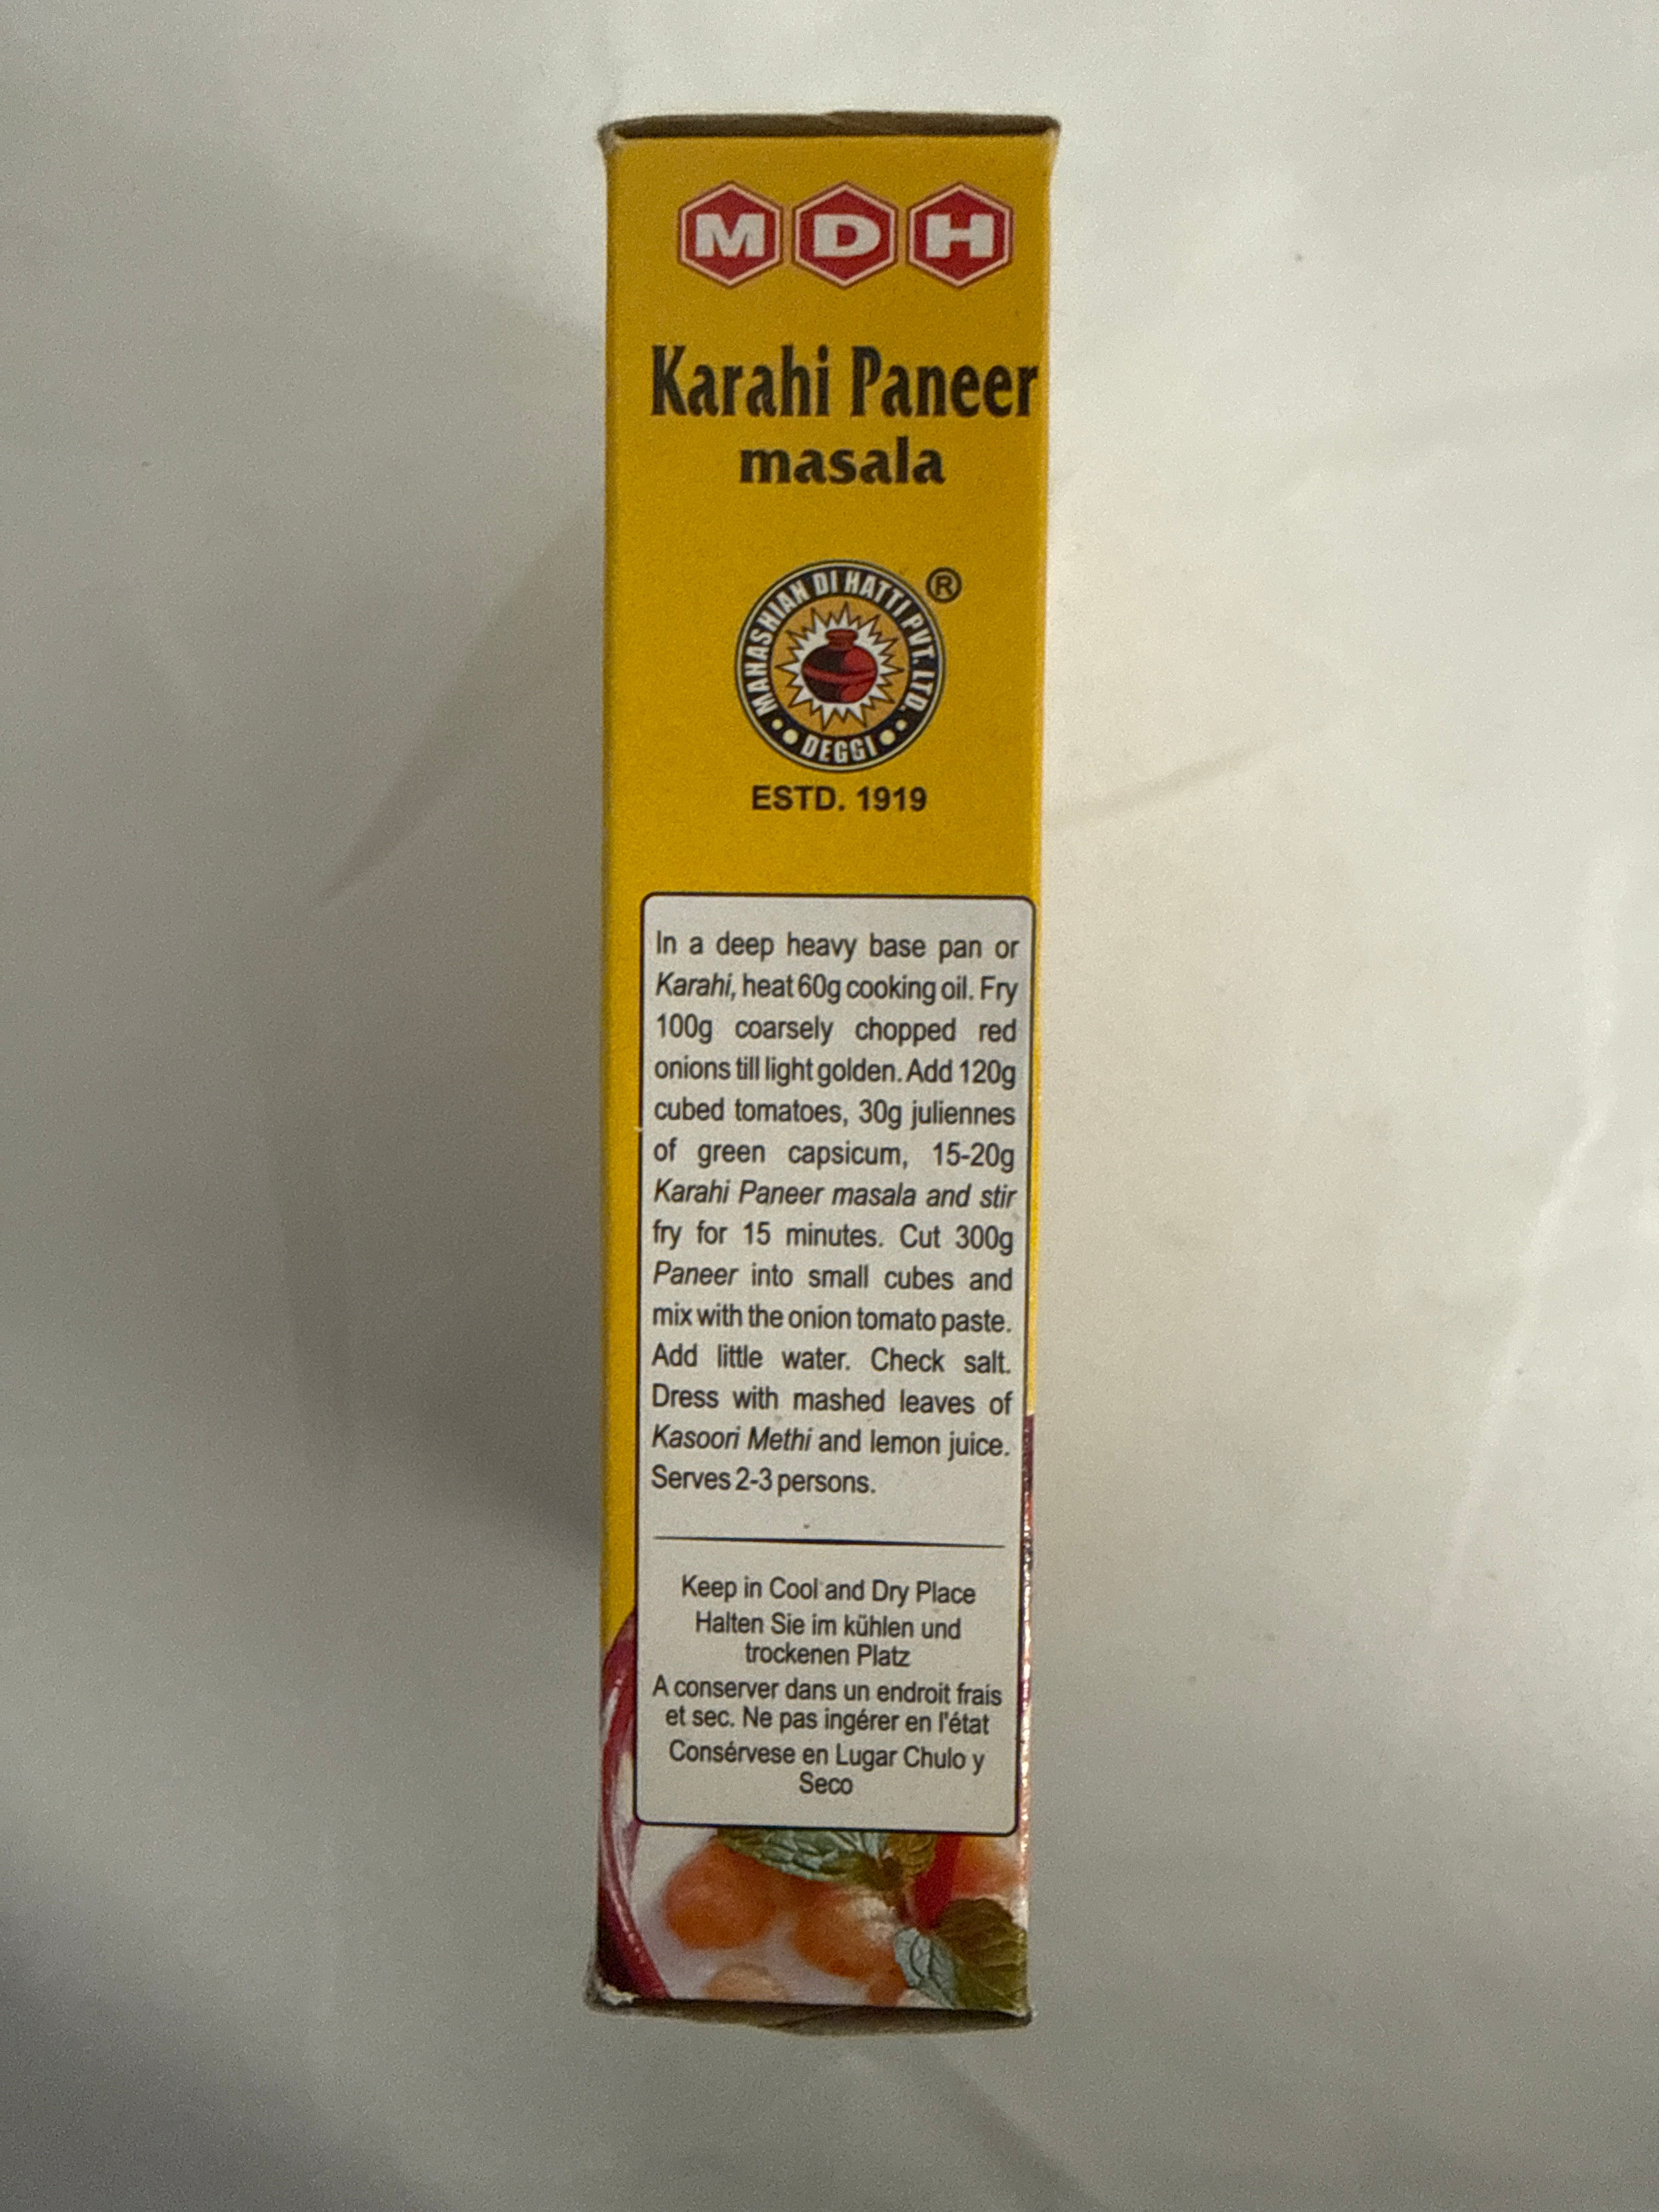 M D H
Karahi Paneer
masala
MAHASHIAN DI HATTI PVT. LTD.
®
DEGGI
ESTD. 1919
In a deep heavy base pan or
Karahi, heat 60g cooking oil. Fry
100g coarsely chopped red
onions till light golden. Add 120g
cubed tomatoes, 30g juliennes
of green capsicum, 15-20g
Karahi Paneer masala and stir
fry for 15 minutes. Cut 300g
Paneer into small cubes and
mix with the onion tomato paste.
Add little water. Check salt.
Dress with mashed leaves of
Kasoori Methi and lemon juice.
Serves 2-3 persons.
Keep in Cool and Dry Place
Halten Sie im kühlen und
trockenen Platz
A conserver dans un endroit frais
et sec. Ne pas ingérer en l'état
Consérvese en Lugar Chulo y
Seco